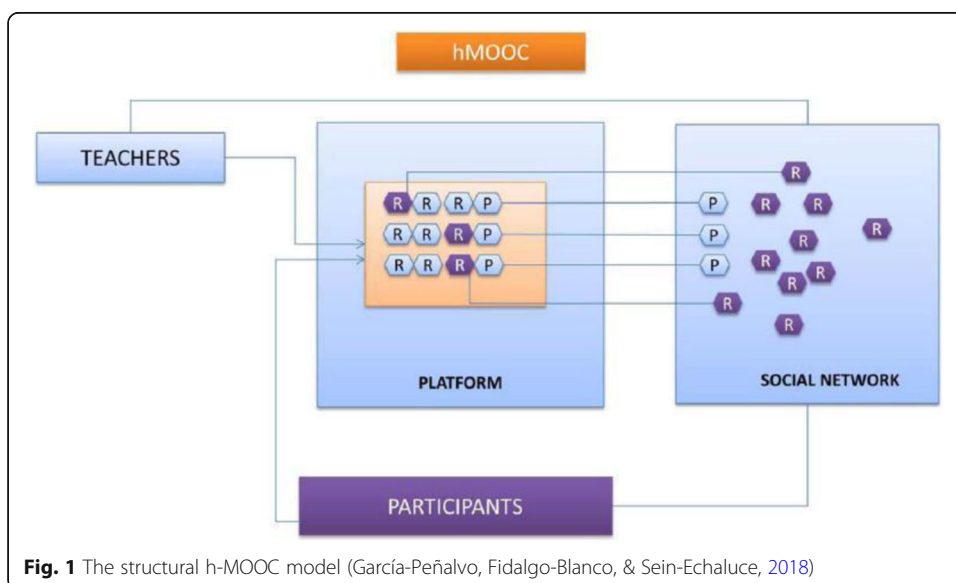 hMOOC
TEACHERS
R
R R R P P R R
R R R P P R R
R R R P P R R R
R
R
PLATFORM
SOCIAL NETWORK
PARTICIPANTS
Fig. 1 The structural h-MOOC model (García-Peñalvo, Fidalgo-Blanco, & Sein-Echaluce, 2018)